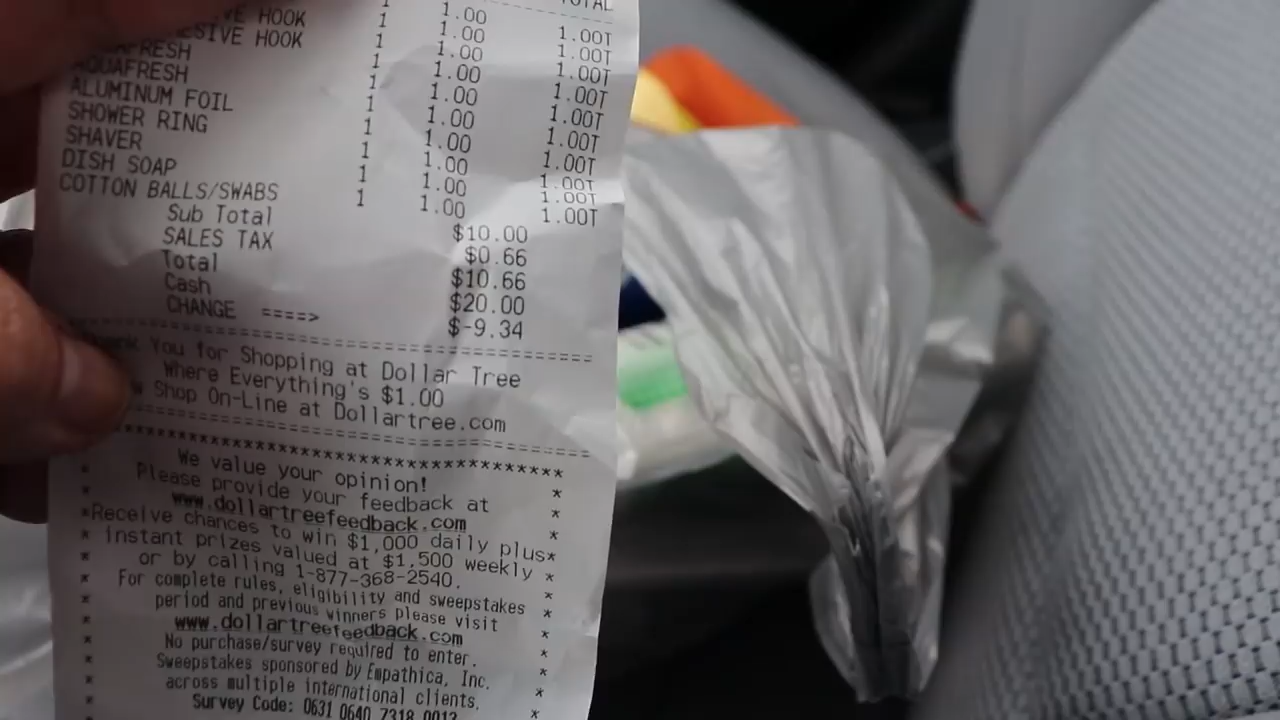 TOTAL
VE HOOK 1 1.00 1.00T
ESIVE HOOK 1 1.00 1.00T
AFRESH 1 1.00 1.00T
AQUAFRESH 1 1.00 1.00T
ALUMINUM FOIL 1 1.00 1.00T
SHOWER RING 1 1.00 1.00T
SHAVER 1 1.00 1.00T
DISH SOAP 1 1.00 1.00T
COTTON BALLS/SWABS 1 1.00 1.00T
Sub Total $10.00
SALES TAX $0.66
Total $10.66
Cash $20.00
CHANGE ====> $-9.34
You for Shopping at Dollar Tree
Where Everything's $1.00
Shop On-Line at Dollartree.com
We value your opinion!
Please provide your feedback at
www.dollartreefeedback.com
*Receive chances to win $1,000 daily plus*
* instant prizes valued at $1,500 weekly *
* or by calling 1-877-368-2540. *
* For complete rules, eligibility and sweepstakes *
* period and previous winners please visit *
* www.dollartreefeedback.com *
* No purchase/survey required to enter. *
* Sweepstakes sponsored by Empathica, Inc. *
* across multiple international clients. *
Survey Code: 0631 0640 7318 0013